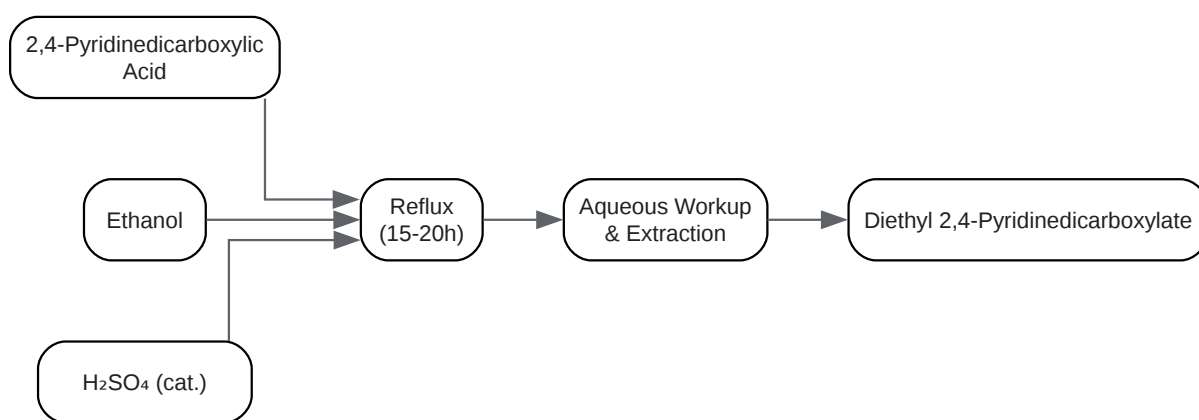 2,4-Pyridinedicarboxylic
Acid
Ethanol
H₂SO₄ (cat.)
Reflux
(15-20h)
Aqueous Workup
& Extraction
Diethyl 2,4-Pyridinedicarboxylate